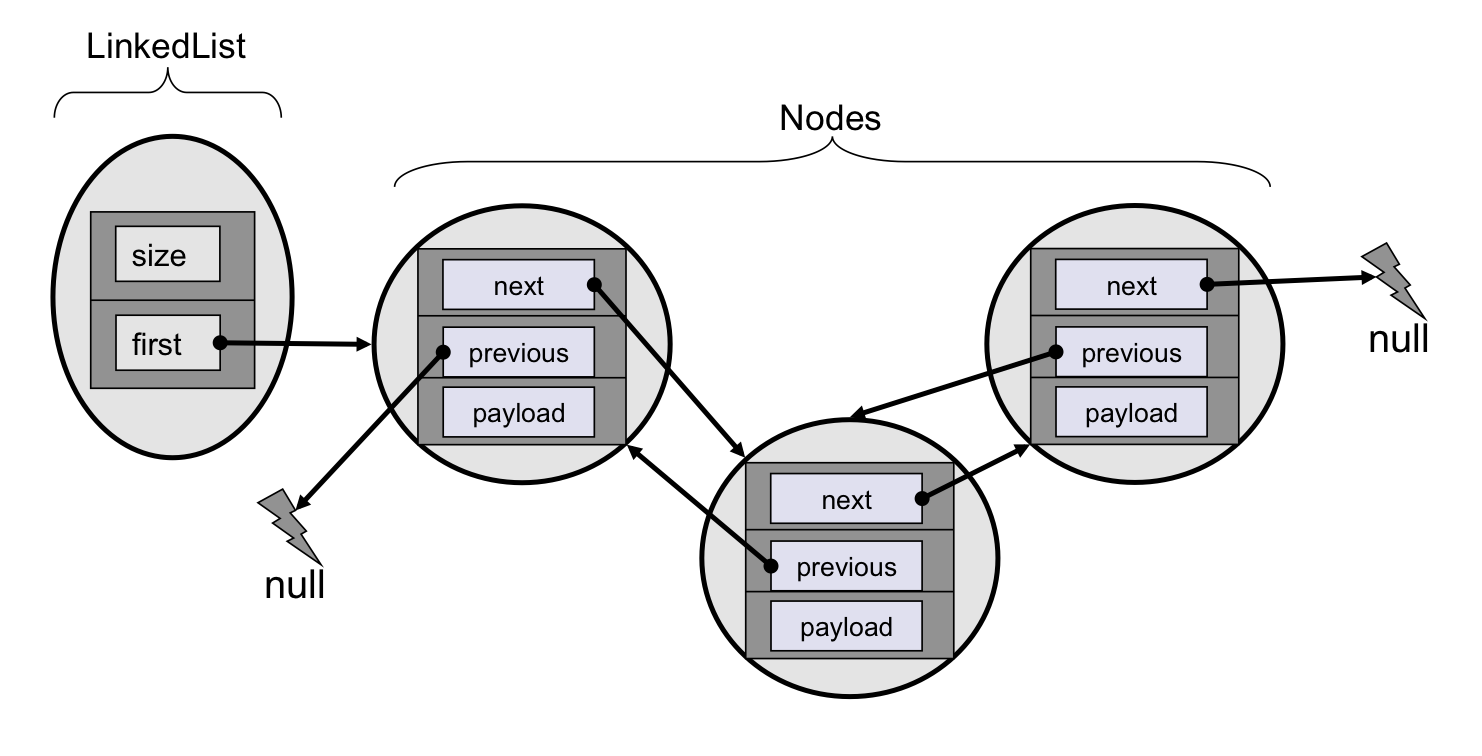 LinkedList
Nodes
size
first
next
previous
payload
null
next
previous
payload
next
previous
payload
null